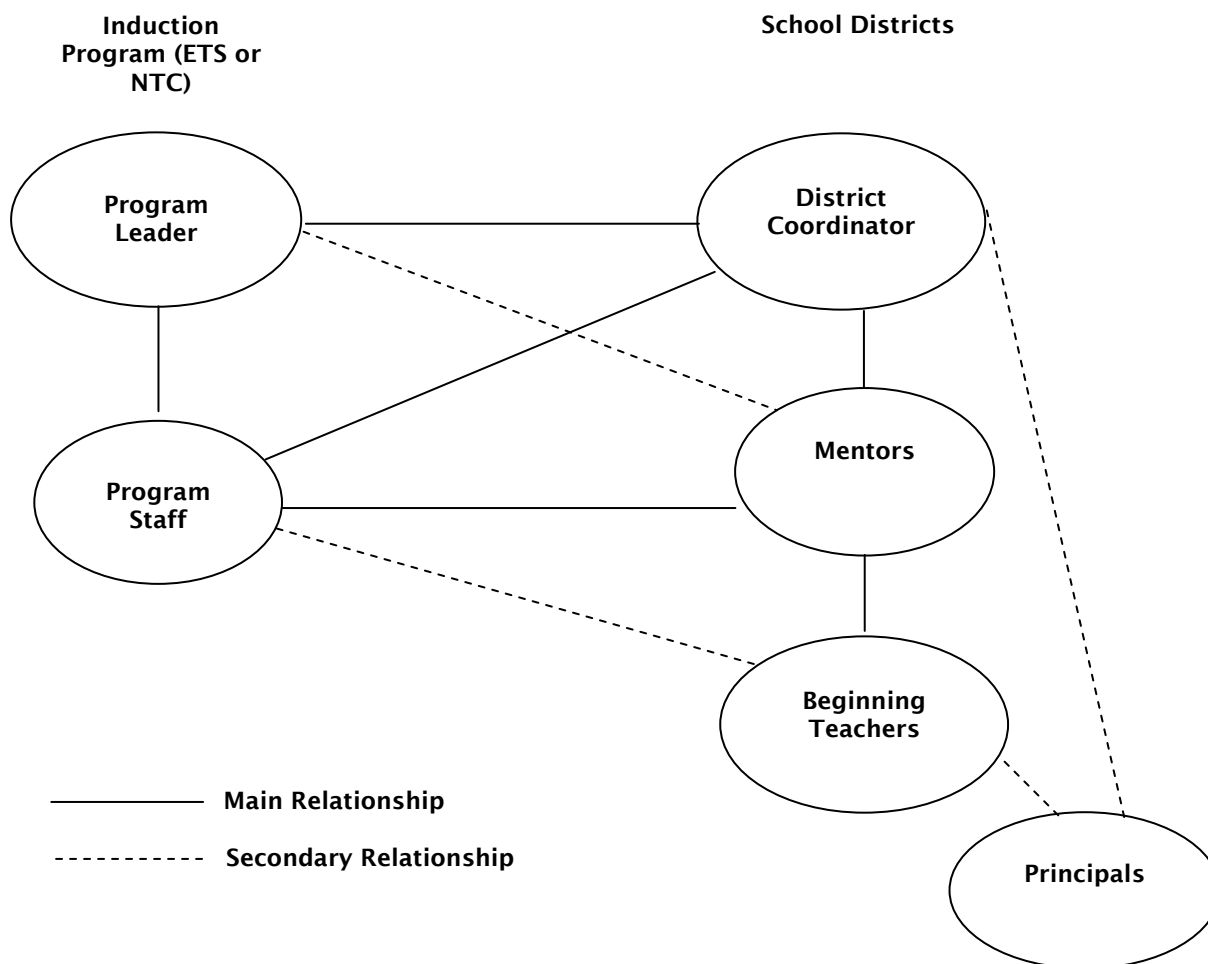 Induction
Program (ETS or
NTC)
School Districts
Program
Leader
District
Coordinator
Mentors
Program
Staff
Beginning
Teachers
Main Relationship
Secondary Relationship
Principals